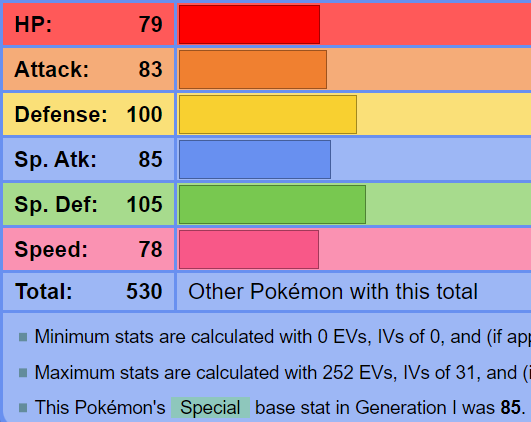 HP: 79
Attack: 83
Defense: 100
Sp. Atk: 85
Sp. Def: 105
Speed: 78
Total: 530 Other Pokémon with this total
Minimum stats are calculated with 0 EVs, IVs of 0, and (if
Maximum stats are calculated with 252 EVs, IVs of 31, and
This Pokémon's Special base stat in Generation I was 85.